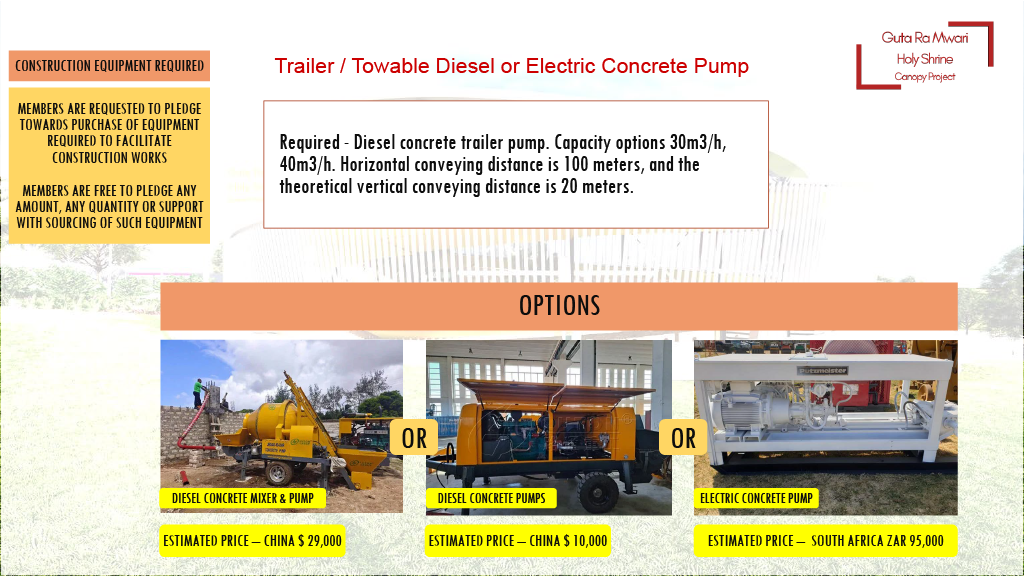 CONSTRUCTION EQUIPMENT REQUIRED
MEMBERS ARE REQUESTED TO PLEDGE
TOWARDS PURCHASE OF EQUIPMENT
REQUIRED TO FACILITATE
CONSTRUCTION WORKS
MEMBERS ARE FREE TO PLEDGE ANY
AMOUNT, ANY QUANTITY OR SUPPORT
WITH SOURCING OF SUCH EQUIPMENT
Trailer / Towable Diesel or Electric Concrete Pump
Guta Ra Mwari
Holy Shrine
Canopy Project
Required - Diesel concrete trailer pump. Capacity options 30m3/h,
40m3/h. Horizontal conveying distance is 100 meters, and the
theoretical vertical conveying distance is 20 meters.
OPTIONS
DIESEL CONCRETE MIXER & PUMP
OR
DIESEL CONCRETE PUMPS
OR
Putzmeister
ELECTRIC CONCRETE PUMP
ESTIMATED PRICE – CHINA $ 29,000
ESTIMATED PRICE – CHINA $ 10,000
ESTIMATED PRICE – SOUTH AFRICA ZAR 95,000